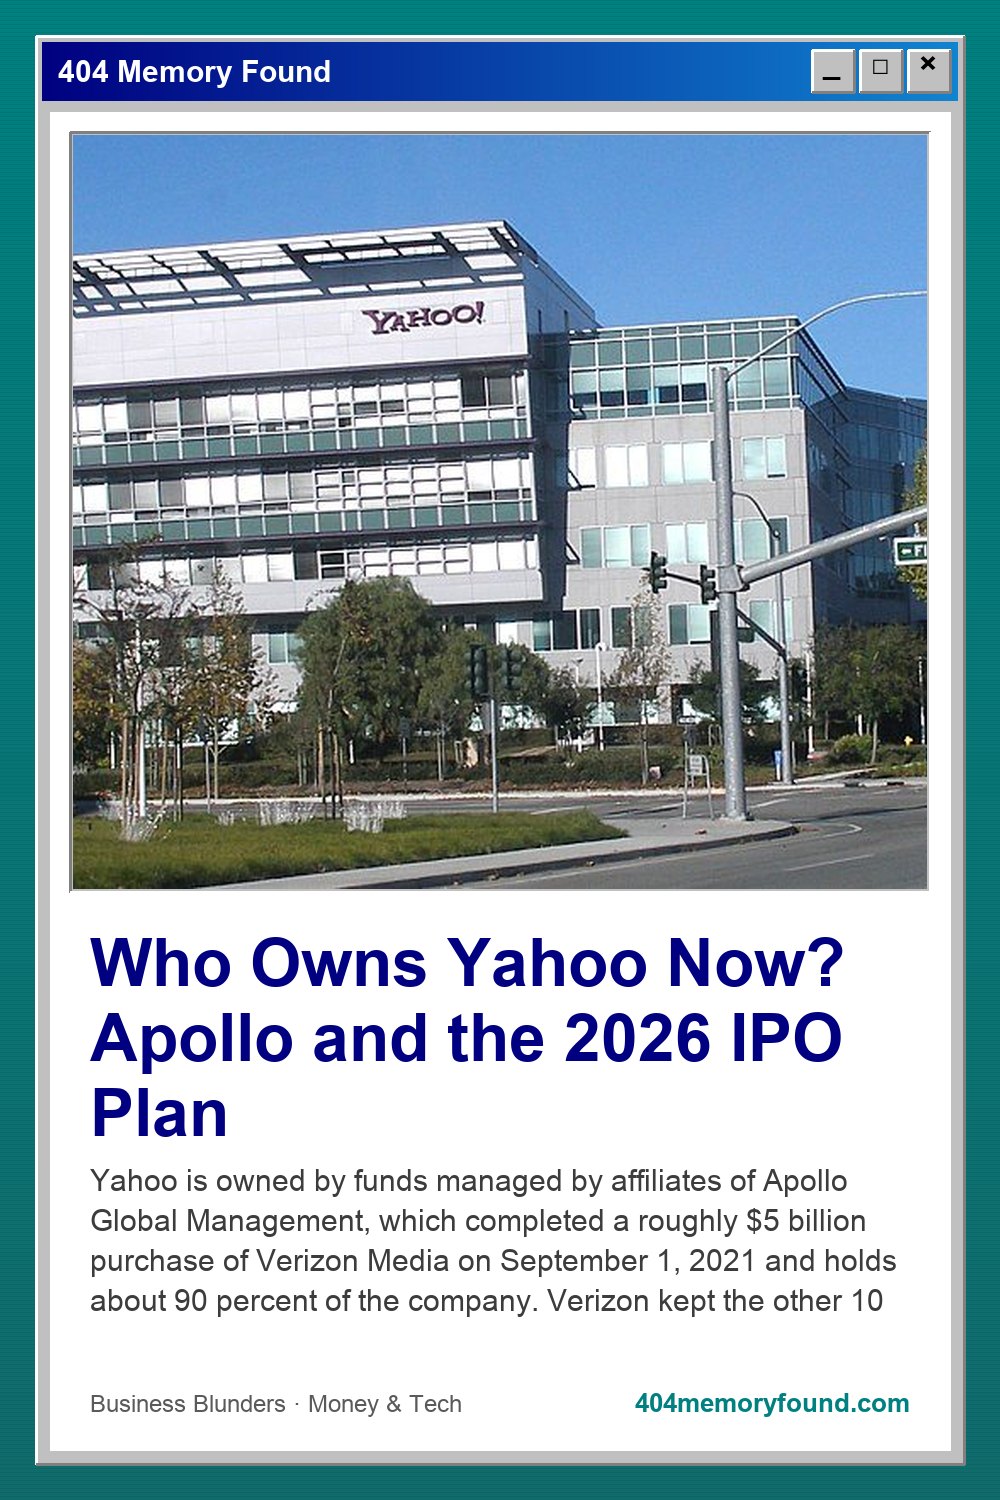 404 Memory Found
YAHOO!
Who Owns Yahoo Now?
Apollo and the 2026 IPO
Plan
Yahoo is owned by funds managed by affiliates of Apollo
Global Management, which completed a roughly $5 billion
purchase of Verizon Media on September 1, 2021 and holds
about 90 percent of the company. Verizon kept the other 10
Business Blunders · Money & Tech
404memoryfound.com